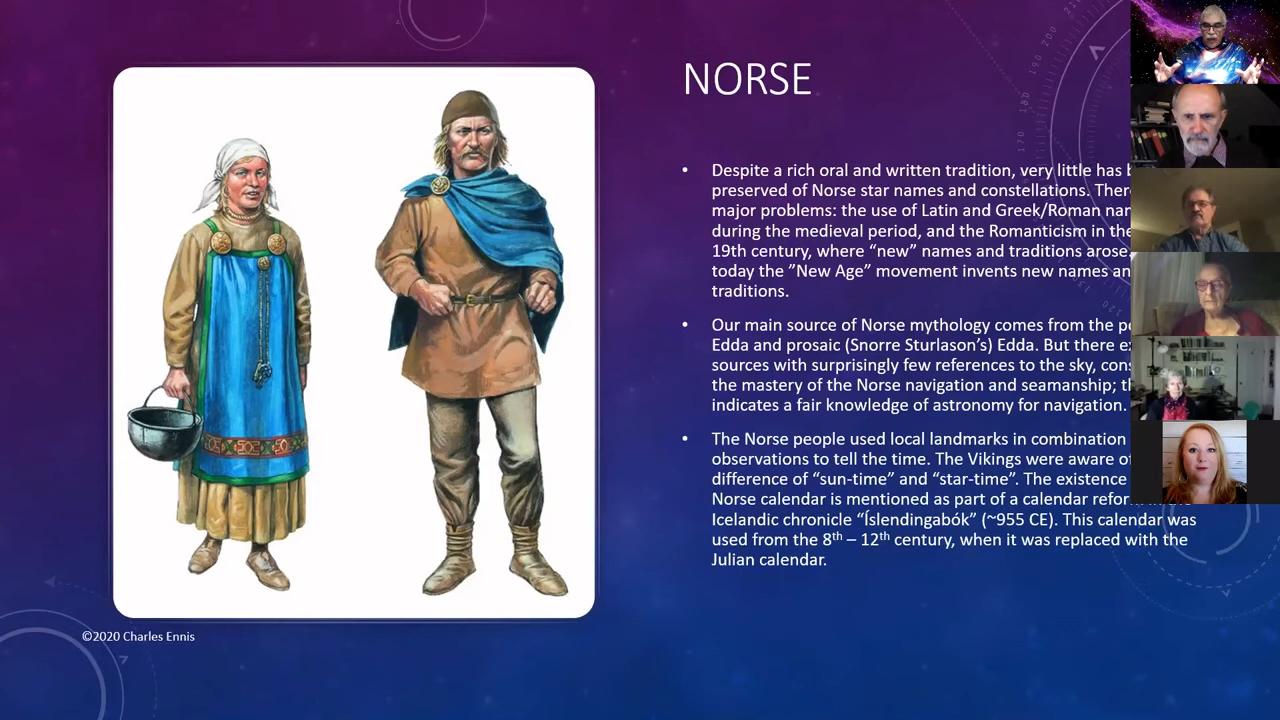 NORSE
• Despite a rich oral and written tradition, very little has
preserved of Norse star names and constellations.
major problems: the use of Latin and Greek/Roman
during the medieval period, and the Romanticism in the
19th century, where “new” names and traditions arose,
today the ”New Age” movement invents new names
traditions.
• Our main source of Norse mythology comes from the
Edda and prosaic (Snorre Sturlason’s) Edda. But there
sources with surprisingly few references to the sky,
the mastery of the Norse navigation and seamanship;
indicates a fair knowledge of astronomy for navigation.
• The Norse people used local landmarks in combination
observations to tell the time. The Vikings were aware
difference of “sun-time” and “star-time”. The existence
Norse calendar is mentioned as part of a calendar
Icelandic chronicle “Íslendingabók” (~955 CE). This calendar was
used from the 8th – 12th century, when it was replaced with the
Julian calendar.
©2020 Charles Ennis
200
190
180
170